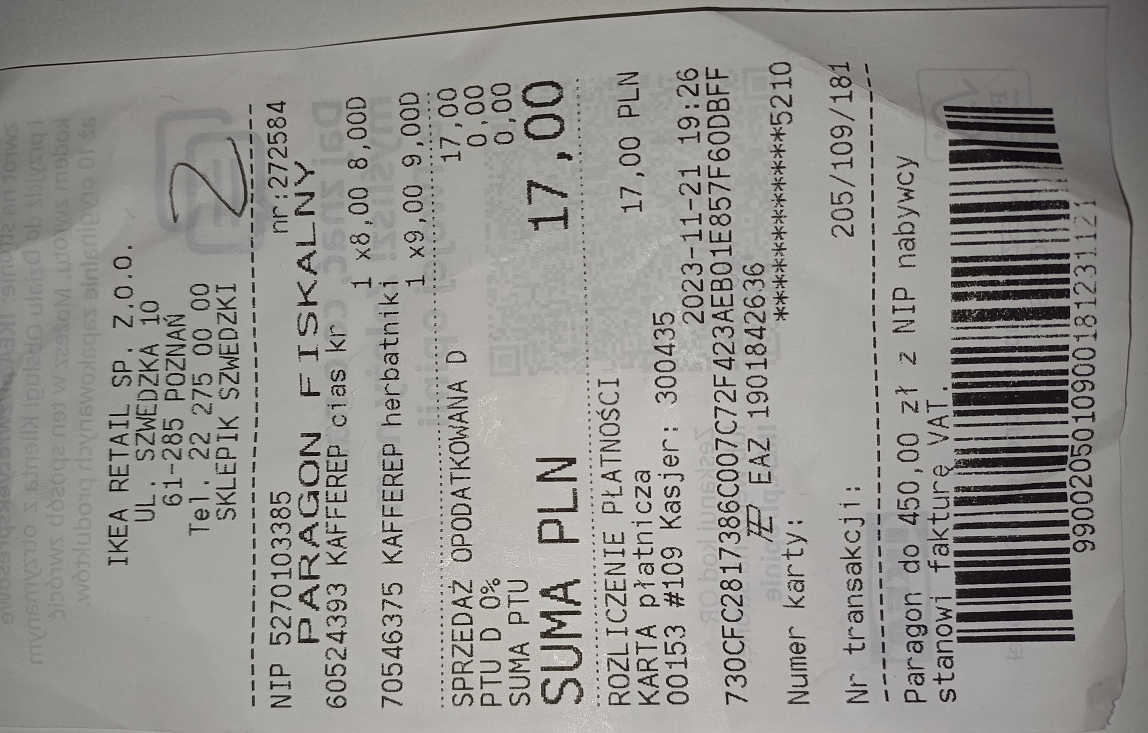 IKEA RETAIL SP. Z.O.O.
UL. SZWEDZKA 10
61-285 POZNAŃ
Tel. 22 275 00 00
SKLEPIK SZWEDZKI
2
NIP 5270103385 nr:272584
PARAGON FISKALNY
60524393 KAFFEREP cias kr
1 x8,00 8,00D
70546375 KAFFEREP herbatniki
1 x9,00 9,00D
SPRZEDAŻ OPODATKOWANA D 17,00
PTU D 0% 0,00
SUMA PTU 0,00
SUMA PLN 17,00
ROZLICZENIE PŁATNOŚCI
KARTA płatnicza 17,00 PLN
00153 #109 Kasjer: 300435 2023-11-21 19:26
730CFC2817386C007C72F423AEB01E857F60DBFF
EAZ 1901842636
Numer karty: ************5210
Nr transakcji: 205/109/181
Paragon do 450,00 zł z NIP nabywcy
stanowi fakturę VAT.
990020501090018123112​1